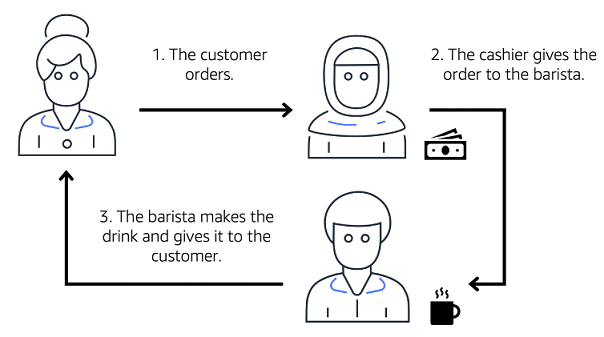 1. The customer
orders.
2. The cashier gives the
order to the barista.
3. The barista makes the
drink and gives it to the
customer.